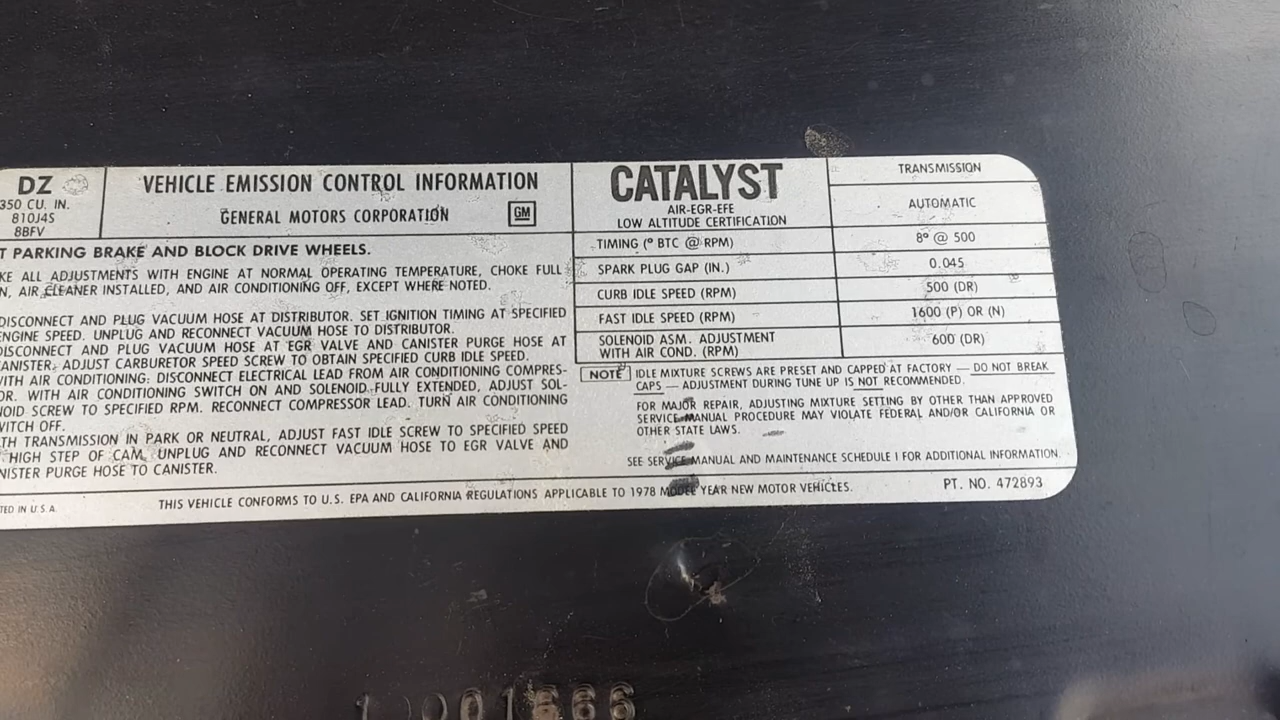 DZ
350 CU. IN.
810J4S
8BFV
VEHICLE EMISSION CONTROL INFORMATION
GENERAL MOTORS CORPORATION
GM
CATALYST
AIR-EGR-EFE
LOW ALTITUDE CERTIFICATION
TRANSMISSION
AUTOMATIC
TIMING (º BTC @ RPM) 8º @ 500
SPARK PLUG GAP (IN.) 0.045
CURB IDLE SPEED (RPM) 500 (DR)
FAST IDLE SPEED (RPM) 1600 (P) OR (N)
SOLENOID ASM. ADJUSTMENT
WITH AIR COND. (RPM) 600 (DR)
PARKING BRAKE AND BLOCK DRIVE WHEELS.
ALL ADJUSTMENTS WITH ENGINE AT NORMAL OPERATING TEMPERATURE, CHOKE FULL
AIR CLEANER INSTALLED, AND AIR CONDITIONING OFF, EXCEPT WHERE NOTED.
DISCONNECT AND PLUG VACUUM HOSE AT DISTRIBUTOR. SET IGNITION TIMING AT SPECIFIED
ENGINE SPEED. UNPLUG AND RECONNECT VACUUM HOSE TO DISTRIBUTOR.
DISCONNECT AND PLUG VACUUM HOSE AT EGR VALVE AND CANISTER PURGE HOSE AT
CANISTER. ADJUST CARBURETOR SPEED SCREW TO OBTAIN SPECIFIED CURB IDLE SPEED.
WITH AIR CONDITIONING: DISCONNECT ELECTRICAL LEAD FROM AIR CONDITIONING COMPRES-
OR. WITH AIR CONDITIONING SWITCH ON AND SOLENOID FULLY EXTENDED, ADJUST SOL-
NOID SCREW TO SPECIFIED RPM. RECONNECT COMPRESSOR LEAD. TURN AIR CONDITIONING
WITCH OFF.
TH TRANSMISSION IN PARK OR NEUTRAL, ADJUST FAST IDLE SCREW TO SPECIFIED SPEED
HIGH STEP OF CAM. UNPLUG AND RECONNECT VACUUM HOSE TO EGR VALVE AND
NISTER PURGE HOSE TO CANISTER.
NOTE IDLE MIXTURE SCREWS ARE PRESET AND CAPPED AT FACTORY — DO NOT BREAK
CAPS — ADJUSTMENT DURING TUNE UP IS NOT RECOMMENDED.
FOR MAJOR REPAIR, ADJUSTING MIXTURE SETTING BY OTHER THAN APPROVED
SERVICE MANUAL PROCEDURE MAY VIOLATE FEDERAL AND/OR CALIFORNIA OR
OTHER STATE LAWS.
SEE SERVICE MANUAL AND MAINTENANCE SCHEDULE I FOR ADDITIONAL INFORMATION.
TED IN U.S.A.
THIS VEHICLE CONFORMS TO U.S. EPA AND CALIFORNIA REGULATIONS APPLICABLE TO 1978 MODEL YEAR NEW MOTOR VEHICLES.
PT. NO. 472893